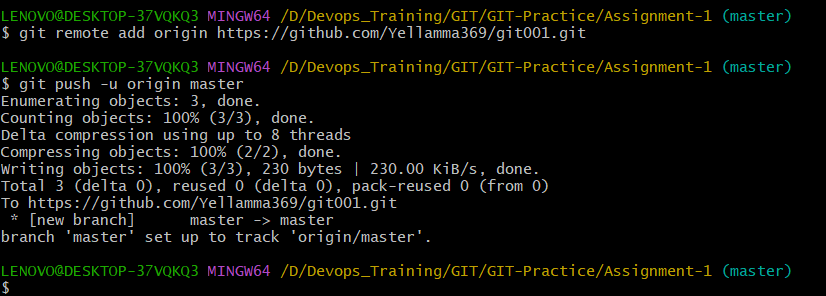 LENOVO@DESKTOP-37VQKQ3 MINGW64 /D/Devops_Training/GIT/GIT-Practice/Assignment-1 (master)
$ git remote add origin https://github.com/Yellamma369/git001.git
LENOVO@DESKTOP-37VQKQ3 MINGW64 /D/Devops_Training/GIT/GIT-Practice/Assignment-1 (master)
$ git push -u origin master
Enumerating objects: 3, done.
Counting objects: 100% (3/3), done.
Delta compression using up to 8 threads
Compressing objects: 100% (2/2), done.
Writing objects: 100% (3/3), 230 bytes | 230.00 KiB/s, done.
Total 3 (delta 0), reused 0 (delta 0), pack-reused 0 (from 0)
To https://github.com/Yellamma369/git001.git
 * [new branch]      master -> master
branch 'master' set up to track 'origin/master'.
LENOVO@DESKTOP-37VQKQ3 MINGW64 /D/Devops_Training/GIT/GIT-Practice/Assignment-1 (master)
$